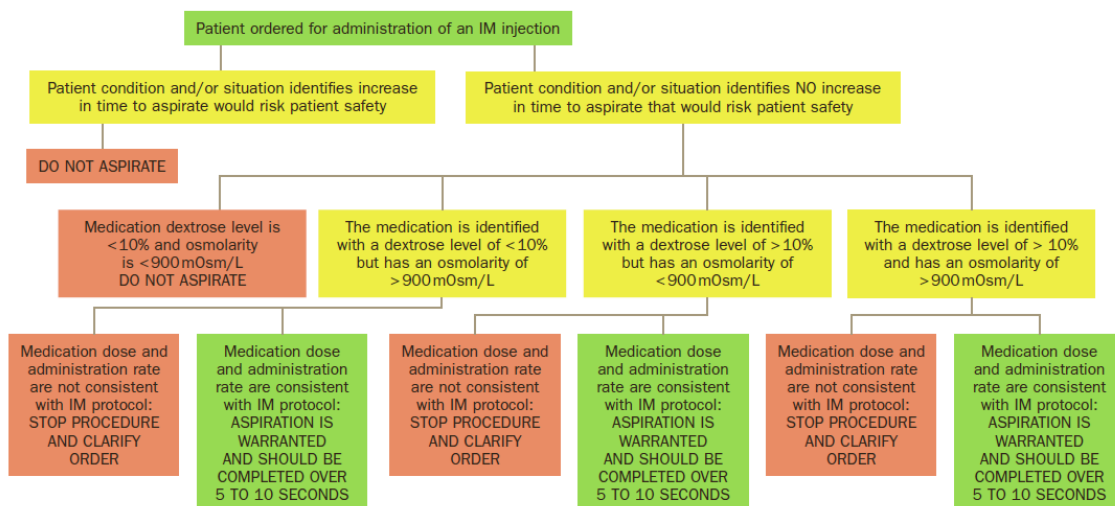 Patient ordered for administration of an IM injection
Patient condition and/or situation identifies increase
in time to aspirate would risk patient safety
Patient condition and/or situation identifies NO increase
in time to aspirate that would risk patient safety
DO NOT ASPIRATE
Medication dextrose level is
<10% and osmolarity
is <900 mOsm/L
DO NOT ASPIRATE
The medication is identified
with a dextrose level of <10%
but has an osmolarity of
>900 mOsm/L
The medication is identified
with a dextrose level of >10%
but has an osmolarity of
<900 mOsm/L
The medication is identified
with a dextrose level of > 10%
and has an osmolarity of
>900 mOsm/L
Medication dose and
administration rate
are not consistent
with IM protocol:
STOP PROCEDURE
AND CLARIFY
ORDER
Medication dose
and administration
rate are consistent
with IM protocol:
ASPIRATION IS
WARRANTED
AND SHOULD BE
COMPLETED OVER
5 TO 10 SECONDS
Medication dose and
administration rate
are not consistent
with IM protocol:
STOP PROCEDURE
AND CLARIFY
ORDER
Medication dose
and administration
rate are consistent
with IM protocol:
ASPIRATION IS
WARRANTED
AND SHOULD BE
COMPLETED OVER
5 TO 10 SECONDS
Medication dose and
administration rate
are not consistent
with IM protocol:
STOP PROCEDURE
AND CLARIFY
ORDER
Medication dose
and administration
rate are consistent
with IM protocol:
ASPIRATION IS
WARRANTED
AND SHOULD BE
COMPLETED OVER
5 TO 10 SECONDS